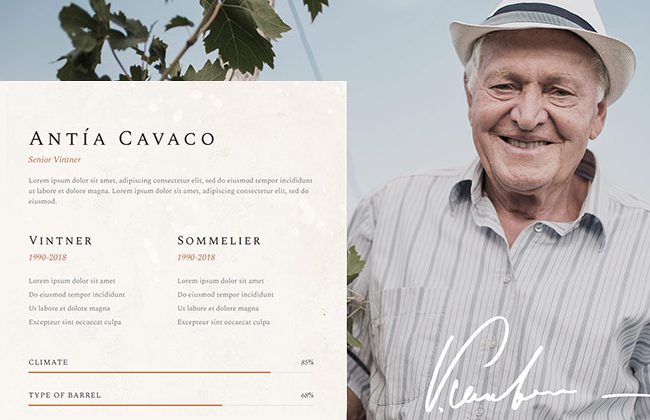 Antía Cavaco
Senior Vintner
Lorem ipsum dolor sit amet, adipiscing consectetur elit, sed do eiusmod tempor incididunt
ut labore et dolore magna. Lorem ipsum dolor sit amet, adipiscing consectetur elit, sed do
eiusmod.
Vintner
1990-2018
Lorem ipsum dolor sit amet
Do eiusmod tempor incididunt
Ut labore et dolore magna
Excepteur sint occaecat culpa
Sommelier
1990-2018
Lorem ipsum dolor sit amet
Do eiusmod tempor incididunt
Ut labore et dolore magna
Excepteur sint occaecat culpa
CLIMATE 85%
TYPE OF BARREL 68%